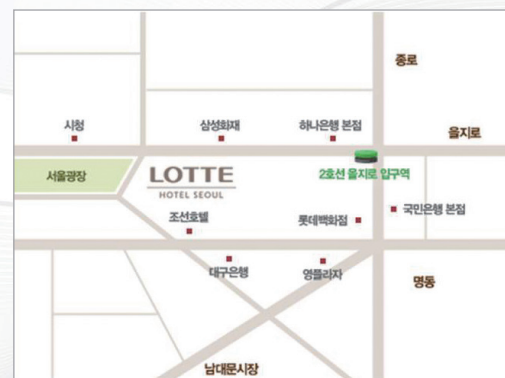 종로
시청
삼성화재
하나은행 본점
을지로
서울광장
LOTTE
HOTEL SEOUL
2호선 을지로 입구역
조선호텔
롯데백화점
국민은행 본점
대구은행
영플라자
명동
남대문시장